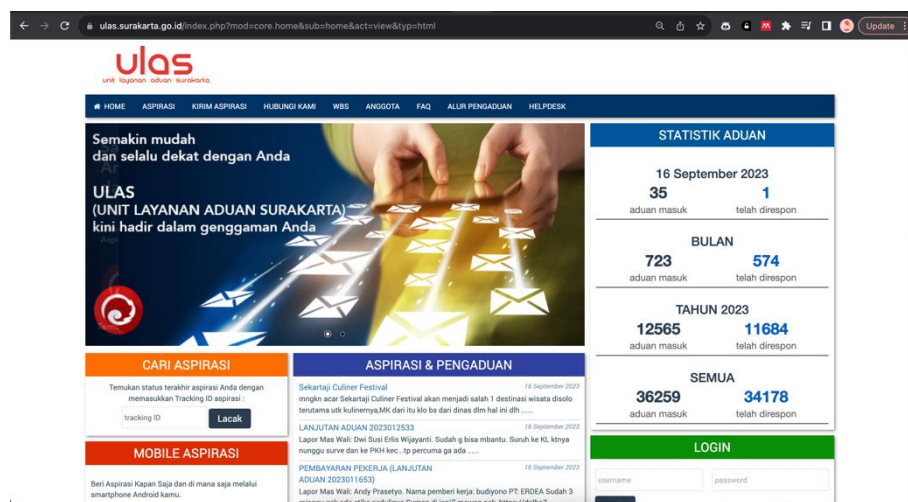 ulas.surakarta.go.id/index.php?mod=core.home&sub=home&act=view&typ=html
Update
ulas
unit layanan aduan surakarta
HOME ASPIRASI KIRIM ASPIRASI HUBUNGI KAMI WBS ANGGOTA FAQ ALUR PENGADUAN HELPDESK
Semakin mudah
dan selalu dekat dengan Anda
ULAS
(UNIT LAYANAN ADUAN SURAKARTA)
kini hadir dalam genggaman Anda
STATISTIK ADUAN
16 September 2023
35 1
aduan masuk telah direspon
BULAN
723 574
aduan masuk telah direspon
TAHUN 2023
12565 11684
aduan masuk telah direspon
SEMUA
36259 34178
aduan masuk telah direspon
CARI ASPIRASI
Temukan status terakhir aspirasi Anda dengan
memasukkan Tracking ID aspirasi :
tracking ID Lacak
MOBILE ASPIRASI
Beri Aspirasi Kapan Saja dan di mana saja melalui
smartphone Android kamu.
ASPIRASI & PENGADUAN
Sekartaji Culiner Festival 16 September 2023
mngkn acar Sekartaji Culiner Festival akan menjadi salah 1 destinasi wisata disolo
terutama utk kulinernya,MK dari itu klo bs dari dinas dlm hal ini dlh ......
LANJUTAN ADUAN 2023012533 16 September 2023
Lapor Mas Wali: Dwi Susi Erlis Wijayanti. Sudah g bisa mbantu. Suruh ke KL ktnya
nunggu surve dan ke PKH kec...tp percuma ga ada ......
PEMBAYARAN PEKERJA (LANJUTAN 16 September 2023
ADUAN 2023011653)
Lapor Mas Wali: Andy Prasetyo. Nama pemberi kerja: budiyono PT: ERDEA Sudah 3
LOGIN
username password